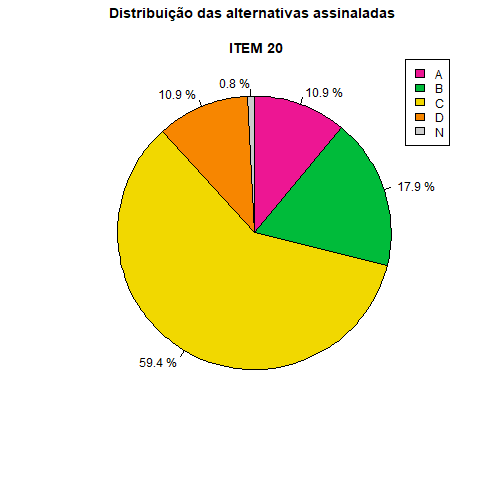 Distribuição das alternativas assinaladas
ITEM 20
A
B
C
D
N
0.8 %
10.9 %
10.9 %
17.9 %
59.4 %